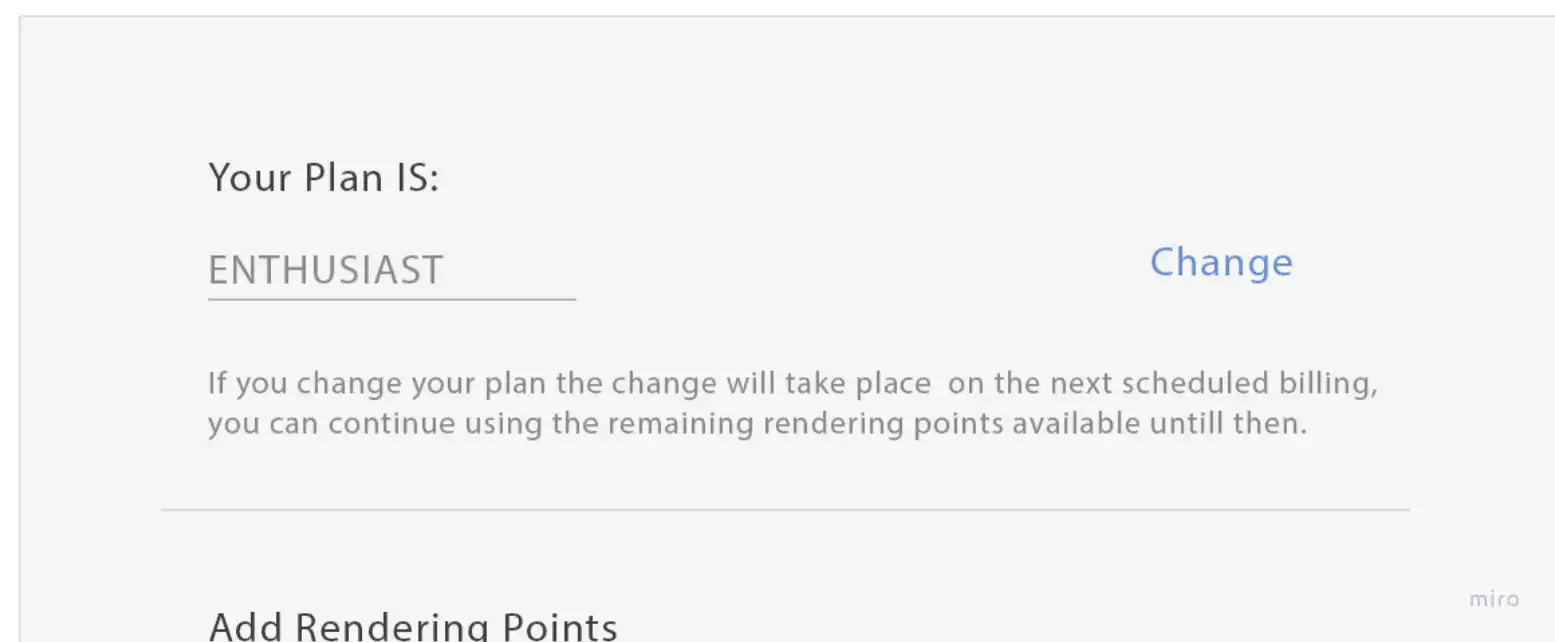 Your Plan IS:
ENTHUSIAST
Change
If you change your plan the change will take place  on the next scheduled billing,
you can continue using the remaining rendering points available untill then.
Add Rendering Points
miro